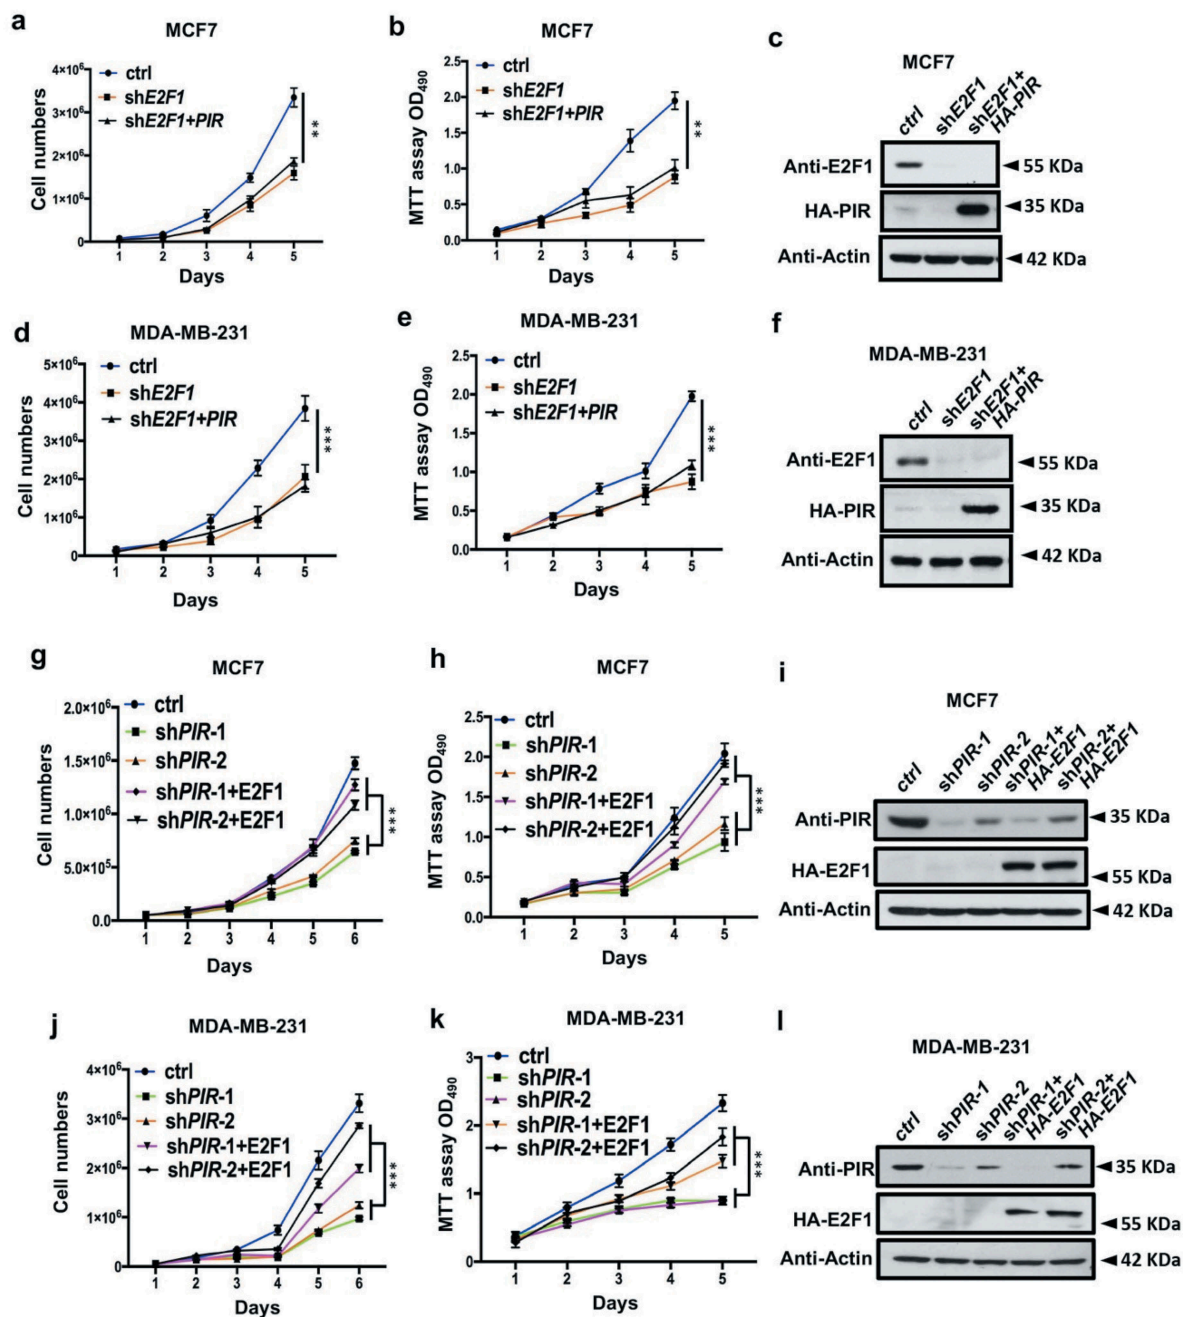 a
MCF7
Cell numbers
4×10⁶
3×10⁶
2×10⁶
1×10⁶
0
ctrl
shE2F1
shE2F1+PIR
**
1 2 3 4 5
Days
b
MCF7
MTT assay OD490
2.5
2.0
1.5
1.0
0.5
0.0
ctrl
shE2F1
shE2F1+PIR
**
1 2 3 4 5
Days
c
MCF7
ctrl
shE2F1
shE2F1+
HA-PIR
Anti-E2F1 55 KDa
HA-PIR 35 KDa
Anti-Actin 42 KDa
d
MDA-MB-231
Cell numbers
5×10⁶
4×10⁶
3×10⁶
2×10⁶
1×10⁶
0
ctrl
shE2F1
shE2F1+PIR
***
1 2 3 4 5
Days
e
MDA-MB-231
MTT assay OD490
2.5
2.0
1.5
1.0
0.5
0.0
ctrl
shE2F1
shE2F1+PIR
***
1 2 3 4 5
Days
f
MDA-MB-231
ctrl
shE2F1
shE2F1+
HA-PIR
Anti-E2F1 55 KDa
HA-PIR 35 KDa
Anti-Actin 42 KDa
g
MCF7
Cell numbers
2.0×10⁶
1.5×10⁶
1.0×10⁶
5.0×10⁵
0.0
ctrl
shPIR-1
shPIR-2
shPIR-1+E2F1
shPIR-2+E2F1
***
1 2 3 4 5 6
Days
h
MCF7
MTT assay OD490
2.5
2.0
1.5
1.0
0.5
0.0
ctrl
shPIR-1
shPIR-2
shPIR-1+E2F1
shPIR-2+E2F1
***
1 2 3 4 5
Days
i
MCF7
ctrl
shPIR-1
shPIR-2
shPIR-1+
HA-E2F1
shPIR-2+
HA-E2F1
Anti-PIR 35 KDa
HA-E2F1 55 KDa
Anti-Actin 42 KDa
j
MDA-MB-231
Cell numbers
4×10⁶
3×10⁶
2×10⁶
1×10⁶
0
ctrl
shPIR-1
shPIR-2
shPIR-1+E2F1
shPIR-2+E2F1
***
1 2 3 4 5 6
Days
k
MDA-MB-231
MTT assay OD490
3
2
1
0
ctrl
shPIR-1
shPIR-2
shPIR-1+E2F1
shPIR-2+E2F1
***
1 2 3 4 5
Days
l
MDA-MB-231
ctrl
shPIR-1
shPIR-2
shPIR-1+
HA-E2F1
shPIR-2+
HA-E2F1
Anti-PIR 35 KDa
HA-E2F1 55 KDa
Anti-Actin 42 KDa